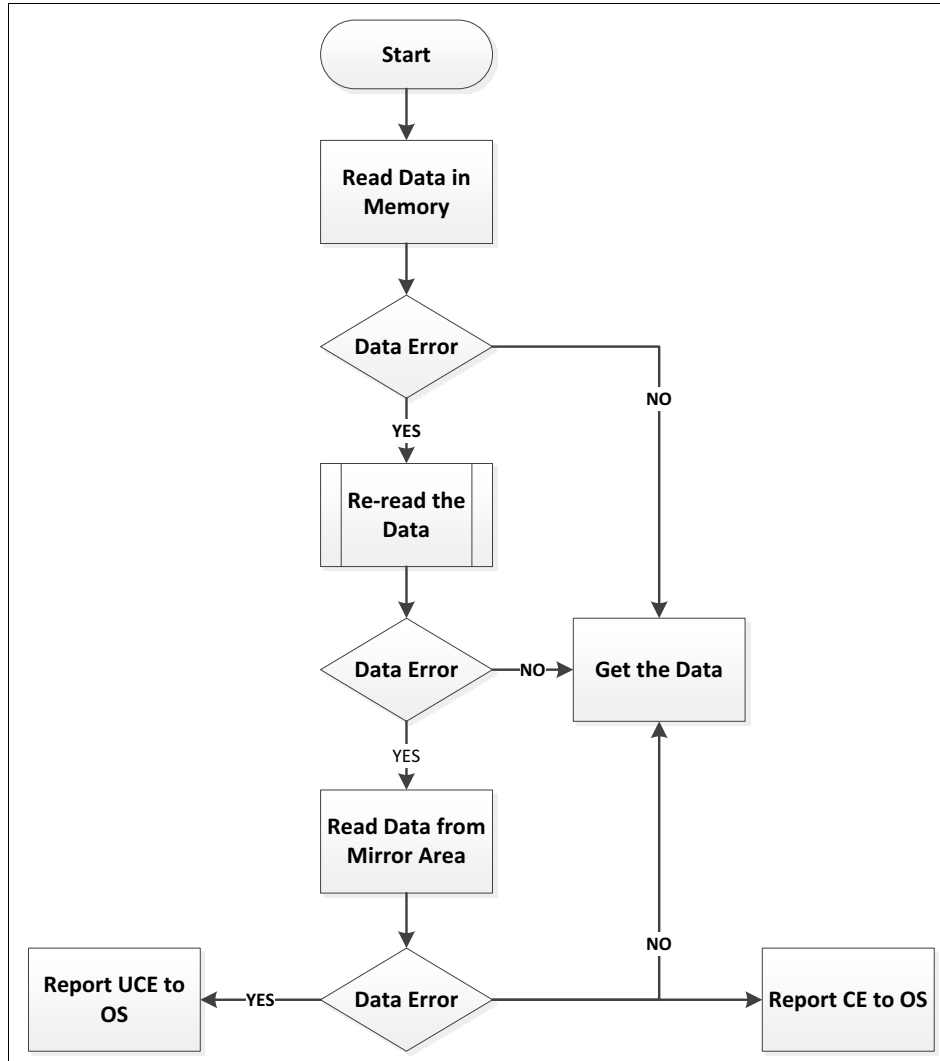 Start
Read Data in
Memory
Data Error
NO
YES
Re-read the
Data
Data Error
NO
Get the Data
YES
Read Data from
Mirror Area
NO
Report UCE to
OS
YES
Data Error
Report CE to OS